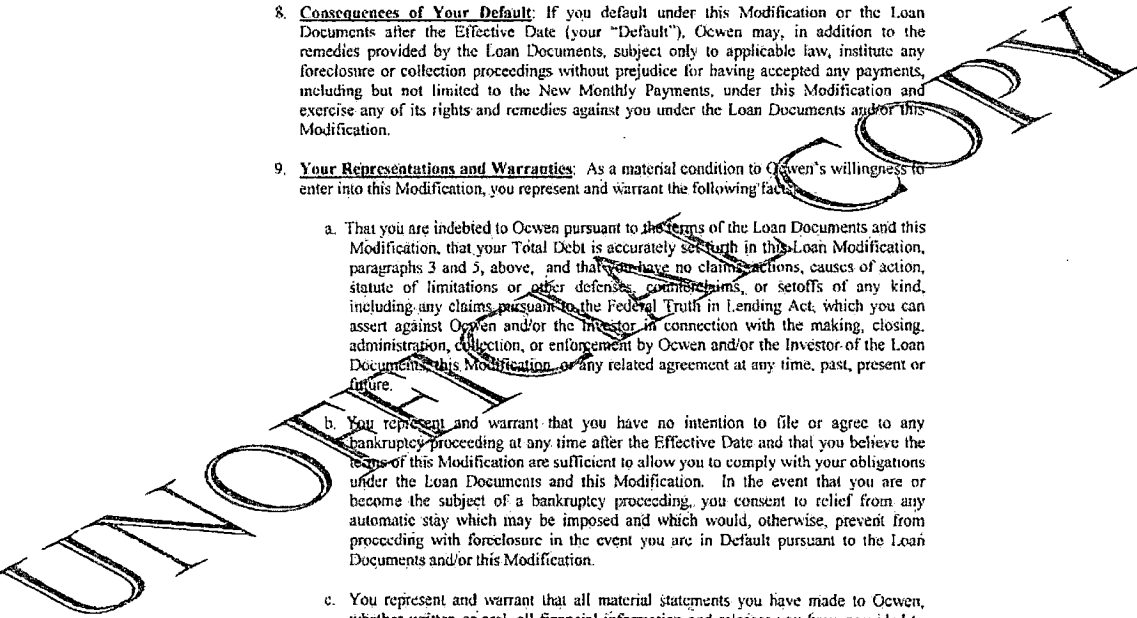 8. Consequences of Your Default: If you default under this Modification or the Loan
Documents after the Effective Date (your “Default”), Ocwen may, in addition to the
remedies provided by the Loan Documents, subject only to applicable law, institute any
foreclosure or collection proceedings without prejudice for having accepted any payments,
including but not limited to the New Monthly Payments, under this Modification and
exercise any of its rights and remedies against you under the Loan Documents and/or this
Modification.
9. Your Representations and Warranties: As a material condition to Ocwen's willingness to
enter into this Modification, you represent and warrant the following facts
a. That you are indebted to Ocwen pursuant to the terms of the Loan Documents and this
Modification, that your Total Debt is accurately set forth in this Loan Modification,
paragraphs 3 and 5, above, and that you have no claims, actions, causes of action,
statute of limitations or other defenses, counterclaims, or setoffs of any kind,
including any claims pursuant to the Federal Truth in Lending Act, which you can
assert against Ocwen and/or the Investor in connection with the making, closing,
administration, collection, or enforcement by Ocwen and/or the Investor of the Loan
Documents, this Modification, or any related agreement at any time, past, present or
future.
b. You represent and warrant that you have no intention to file or agree to any
bankruptcy proceeding at any time after the Effective Date and that you believe the
terms of this Modification are sufficient to allow you to comply with your obligations
under the Loan Documents and this Modification. In the event that you are or
become the subject of a bankruptcy proceeding, you consent to relief from any
automatic stay which may be imposed and which would, otherwise, prevent from
proceeding with foreclosure in the event you are in Default pursuant to the Loan
Documents and/or this Modification.
c. You represent and warrant that all material statements you have made to Ocwen,
UNOFFICIAL COPY